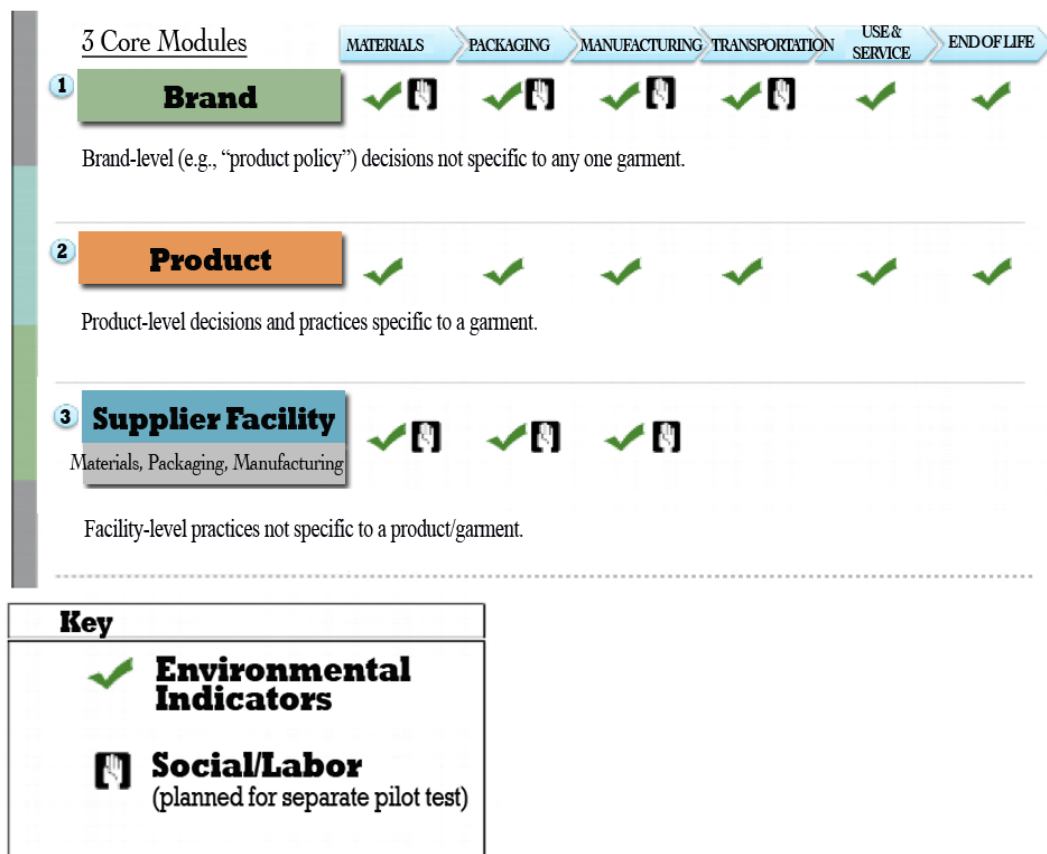 3 Core Modules
MATERIALS
PACKAGING
MANUFACTURING
TRANSPORTATION
USE &
SERVICE
END OF LIFE
1
Brand
Brand-level (e.g., “product policy”) decisions not specific to any one garment.
2
Product
Product-level decisions and practices specific to a garment.
3
Supplier Facility
Materials, Packaging, Manufacturing
Facility-level practices not specific to a product/garment.
Key
Environmental
Indicators
Social/Labor
(planned for separate pilot test)